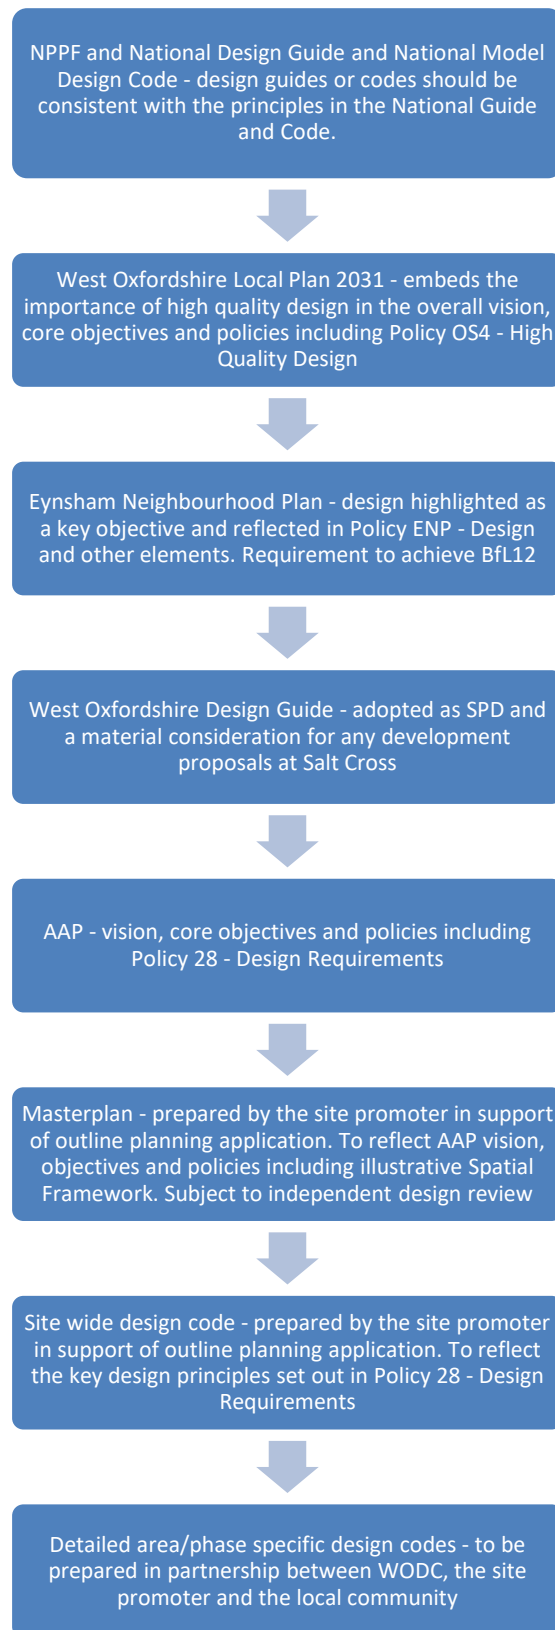 NPPF and National Design Guide and National Model
Design Code - design guides or codes should be
consistent with the principles in the National Guide
and Code.
West Oxfordshire Local Plan 2031 - embeds the
importance of high quality design in the overall vision,
core objectives and policies including Policy OS4 - High
Quality Design
Eynsham Neighbourhood Plan - design highlighted as
a key objective and reflected in Policy ENP - Design
and other elements. Requirement to achieve BfL12
West Oxfordshire Design Guide - adopted as SPD and
a material consideration for any development
proposals at Salt Cross
AAP - vision, core objectives and policies including
Policy 28 - Design Requirements
Masterplan - prepared by the site promoter in support
of outline planning application. To reflect AAP vision,
objectives and policies including illustrative Spatial
Framework. Subject to independent design review
Site wide design code - prepared by the site promoter
in support of outline planning application. To reflect
the key design principles set out in Policy 28 - Design
Requirements
Detailed area/phase specific design codes - to be
prepared in partnership between WODC, the site
promoter and the local community